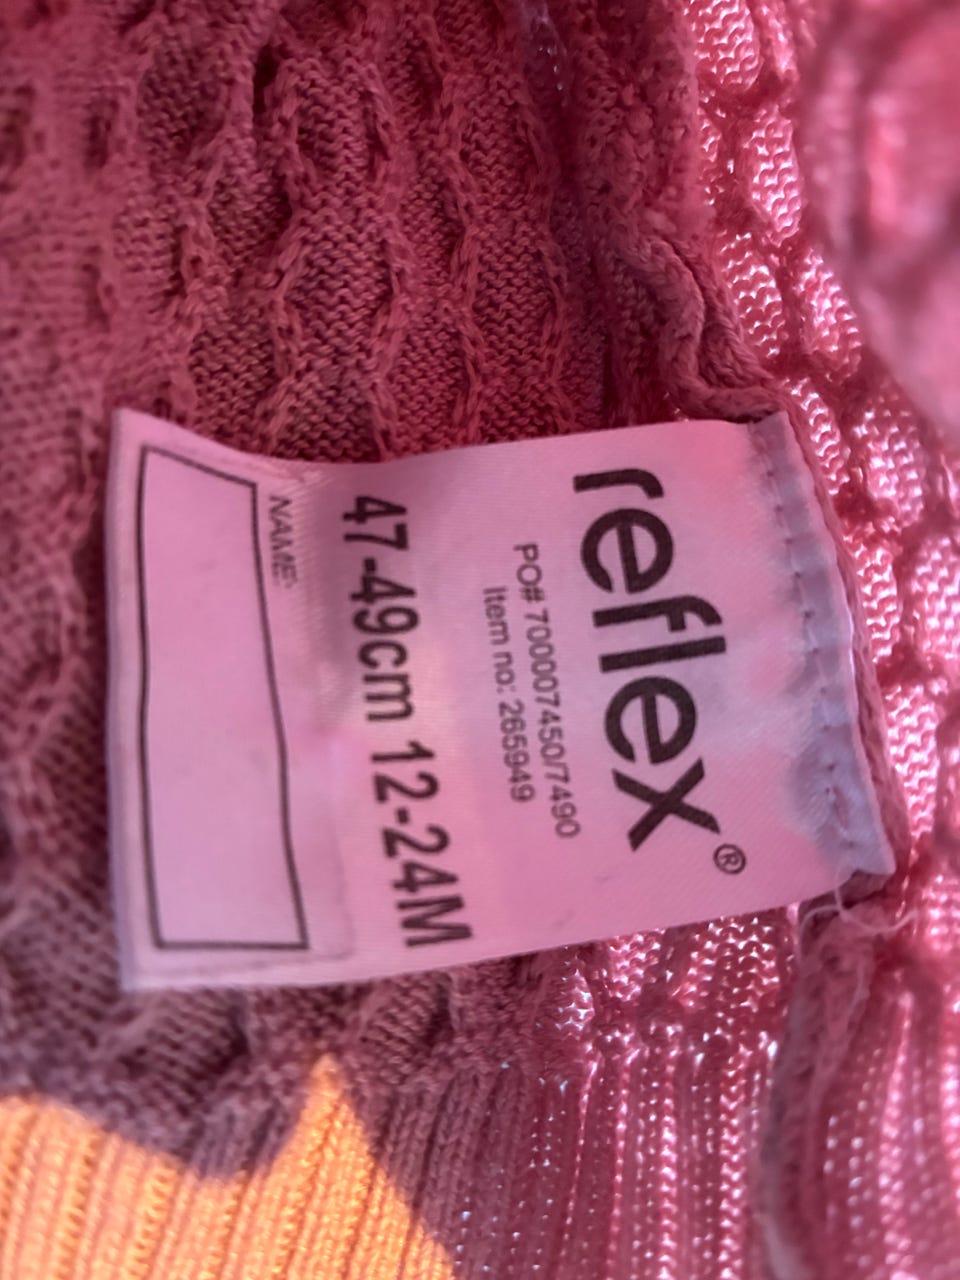 reflex®
PO# 700007450/7490
Item no: 265949
47-49cm 12-24M
NAME: